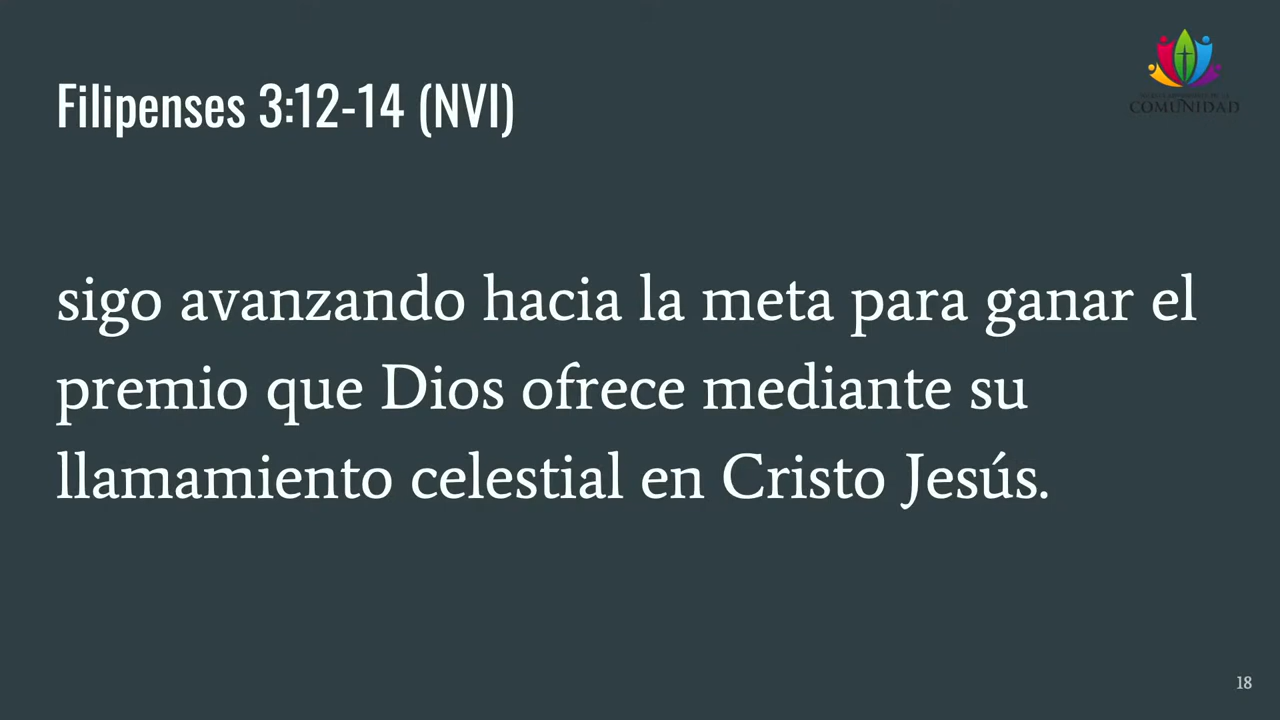 Filipenses 3:12-14 (NVI)
COMUNIDAD
sigo avanzando hacia la meta para ganar el
premio que Dios ofrece mediante su
llamamiento celestial en Cristo Jesús.
18